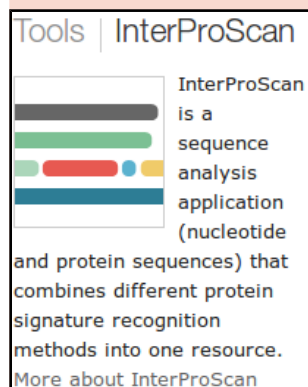 Tools | InterProScan
InterProScan
is a
sequence
analysis
application
(nucleotide
and protein sequences) that
combines different protein
signature recognition
methods into one resource.
More about InterProScan